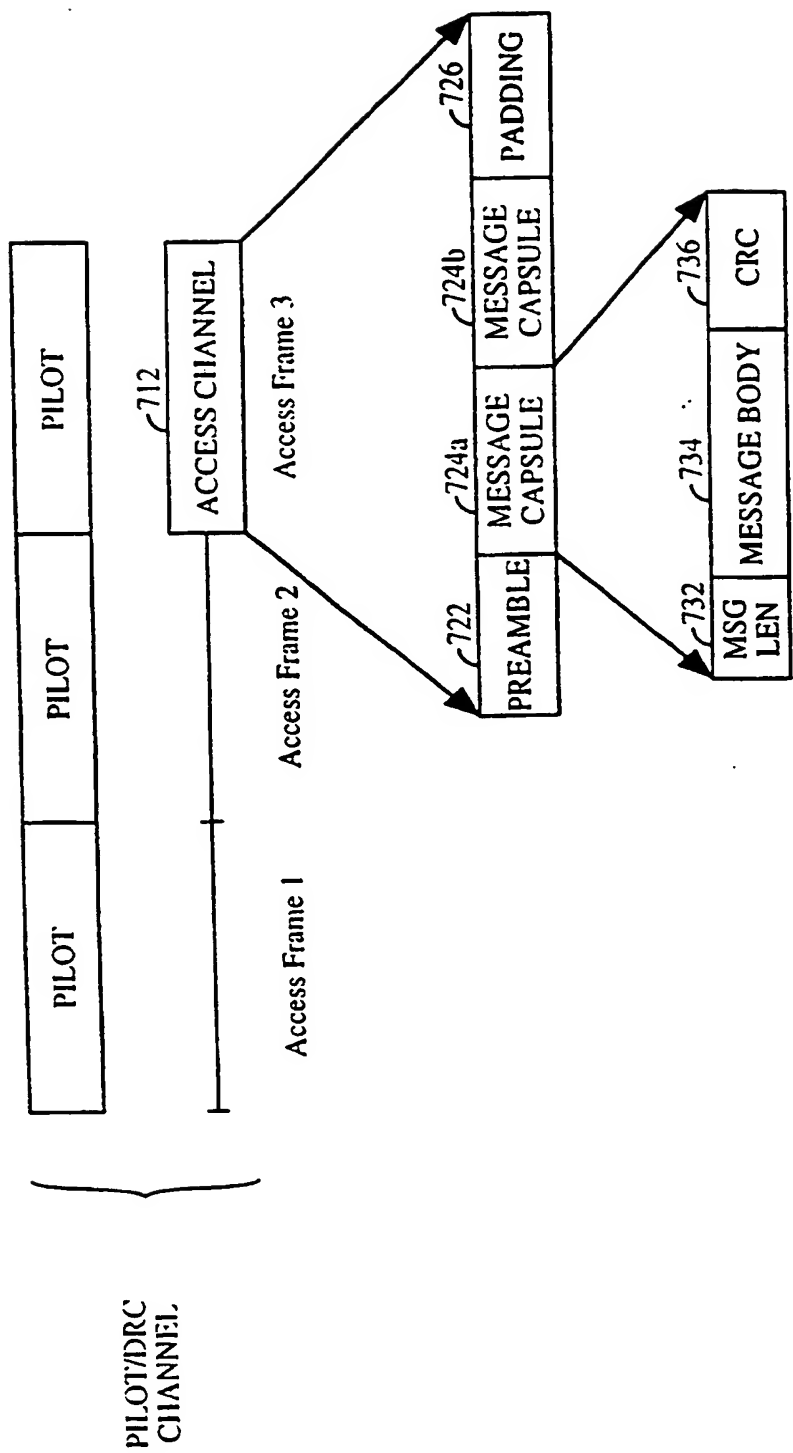 PILOT/DRC
CHANNEL
PILOT
PILOT
PILOT
712
ACCESS CHANNEL
Access Frame 1
Access Frame 2
Access Frame 3
722
724a
724b
726
PREAMBLE
MESSAGE
CAPSULE
MESSAGE
CAPSULE
PADDING
732
734
736
MSG
LEN
MESSAGE BODY
CRC